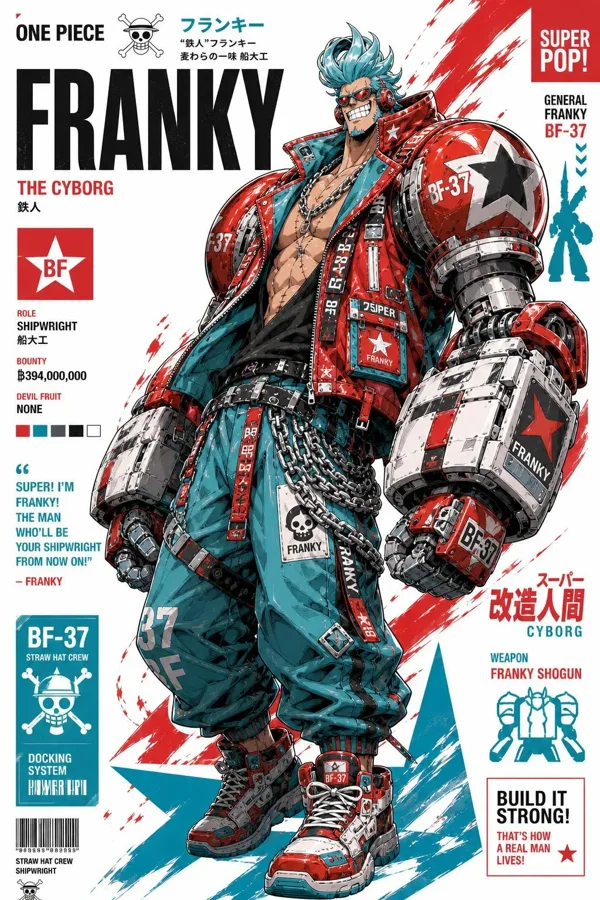 ONE PIECE
フランキー
“鉄人”フランキー
麦わらの一味 船大工
FRANKY
THE CYBORG
鉄人
SUPER
POP!
GENERAL
FRANKY
BF-37
BF
ROLE
SHIPWRIGHT
船大工
BOUNTY
฿394,000,000
DEVIL FRUIT
NONE
“
SUPER! I'M
FRANKY!
THE MAN
WHO'LL BE
YOUR SHIPWRIGHT
FROM NOW ON!”
– FRANKY
BF-37
STRAW HAT CREW
DOCKING
SYSTEM
STRAW HAT CREW
SHIPWRIGHT
BF-37
FRANKY
FRANKY
BF-37
FRANKY
FRANKY
37
BF-37
スーパー
改造人間
CYBORG
WEAPON
FRANKY SHOGUN
BUILD IT
STRONG!
THAT'S HOW
A REAL MAN
LIVES!